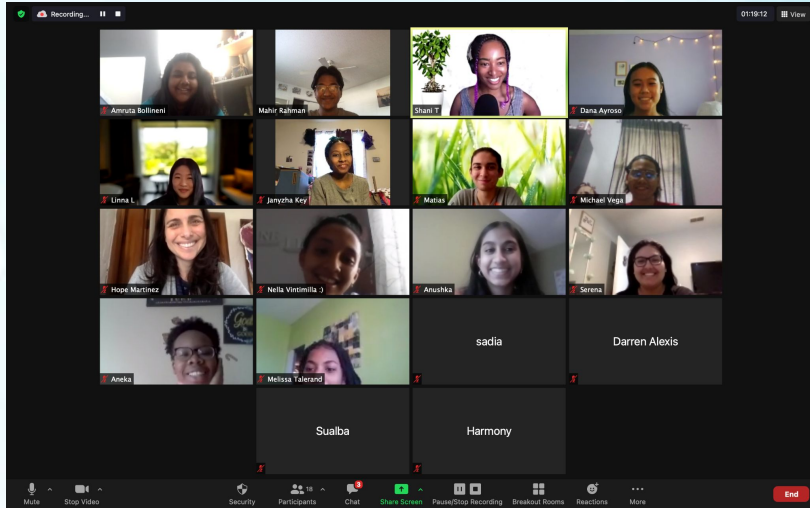 Recording...
01:19:12
View
Amruta Bollineni
Mahir Rahman
Shani T
Dana Ayroso
Linna L
Janyzha Key
Matias
Michael Vega
Hope Martinez
Nella Vintimilla :)
Anushka
Serena
Aneka
God
Melissa Talerand
sadia
Darren Alexis
Sualba
Harmony
Mute
Stop Video
Security
18
Participants
3
Chat
Share Screen
Pause/Stop Recording
Breakout Rooms
Reactions
More
End